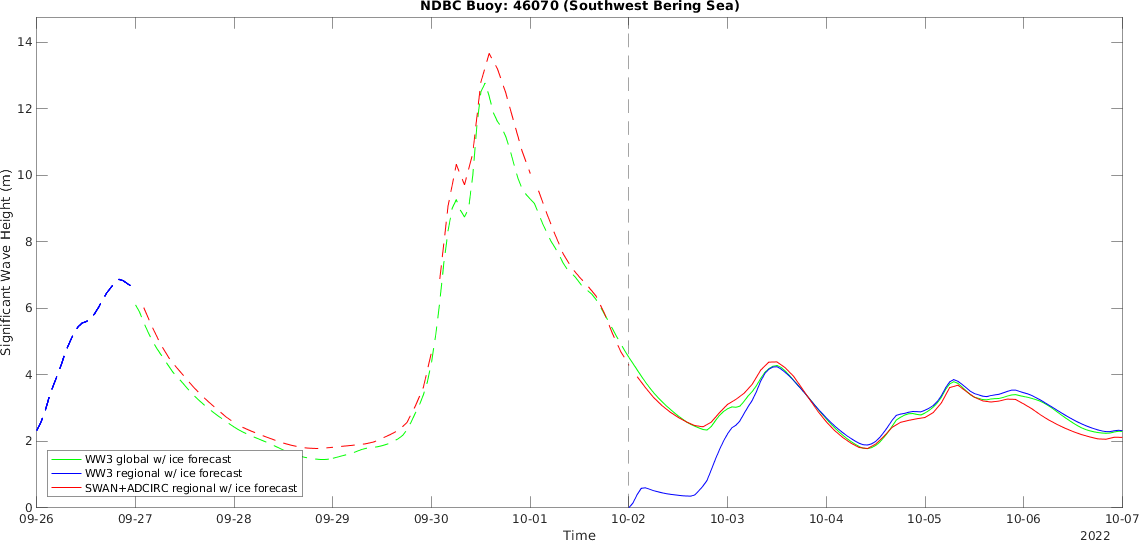 NDBC Buoy: 46070 (Southwest Bering Sea)
14
12
10
8
6
4
2
0
Significant Wave Height (m)
WW3 global w/ ice forecast
WW3 regional w/ ice forecast
SWAN+ADCIRC regional w/ ice forecast
09-26 09-27 09-28 09-29 09-30 10-01 10-02 10-03 10-04 10-05 10-06 10-07
Time
2022